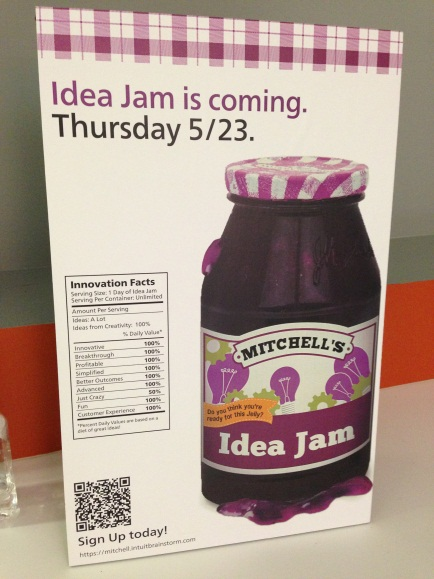 Idea Jam is coming.
Thursday 5/23.
Innovation Facts
Serving Size: 1 Day of Idea Jam
Serving Per Container: Unlimited
Amount Per Serving
Ideas: A Lot
Ideas from Creativity: 100%
% Daily Value*
Innovative 100%
Breakthrough 100%
Profitable 100%
Simplified 100%
Better Outcomes 100%
Advanced 100%
Just Crazy 50%
Fun 100%
Customer Experience 100%
*Percent Daily Values are based on a
diet of great ideas!
MITCHELL'S
Do you think you're
ready for this Jelly?
Idea Jam
Sign Up today!
https://mitchell.intuitbrainstorm.com